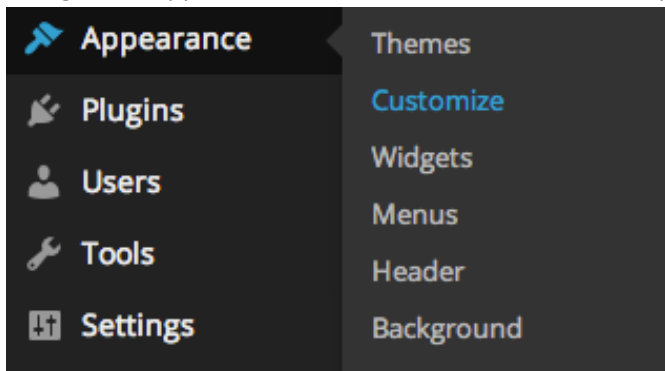 Appearance
Plugins
Users
Tools
Settings
Themes
Customize
Widgets
Menus
Header
Background